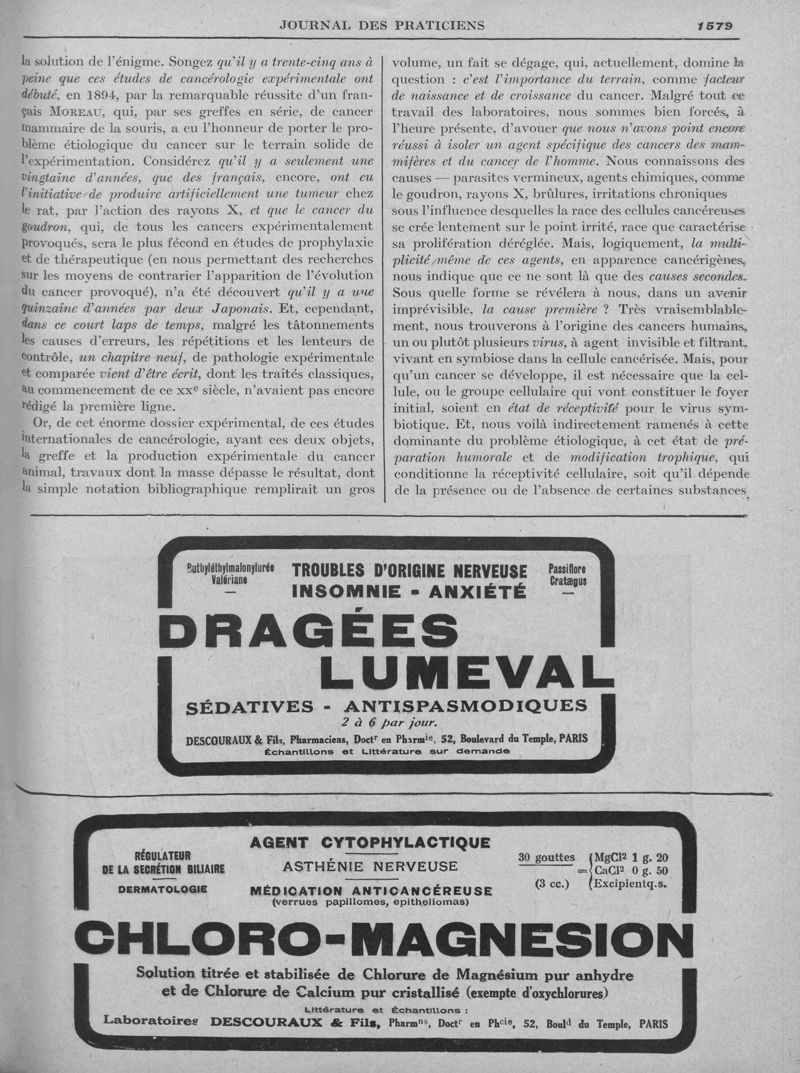 JOURNAL DES PRATICIENS 1579
la solution de l'énigme. Songez qu'il y a trente-cinq ans à
peine que ces études de cancérologie expérimentale ont
débuté, en 1894, par la remarquable réussite d'un fran-
çais MOREAU, qui, par ses greffes en série, de cancer
mammaire de la souris, a eu l'honneur de porter le pro-
blème étiologique du cancer sur le terrain solide de
l'expérimentation. Considérez qu'il y a seulement une
vingtaine d'années, que des français, encore, ont eu
l'initiative de produire artificiellement une tumeur chez
le rat, par l'action des rayons X, et que le cancer du
goudron, qui, de tous les cancers expérimentalement
provoqués, sera le plus fécond en études de prophylaxie
et de thérapeutique (en nous permettant des recherches
sur les moyens de contrarier l'apparition de l'évolution
du cancer provoqué), n'a été découvert qu'il y a une
quinzaine d'années par deux Japonais. Et, cependant,
dans ce court laps de temps, malgré les tâtonnements
les causes d'erreurs, les répétitions et les lenteurs de
contrôle, un chapitre neuf, de pathologie expérimentale
et comparée vient d'être écrit, dont les traités classiques,
au commencement de ce xxe siècle, n'avaient pas encore
rédigé la première ligne.
Or, de cet énorme dossier expérimental, de ces études
internationales de cancérologie, ayant ces deux objets,
la greffe et la production expérimentale du cancer
animal, travaux dont la masse dépasse le résultat, dont
la simple notation bibliographique remplirait un gros
volume, un fait se dégage, qui, actuellement, domine la
question : c'est l'importance du terrain, comme facteur
de naissance et de croissance du cancer. Malgré tout ce
travail des laboratoires, nous sommes bien forcés, à
l'heure présente, d'avouer que nous n'avons point encore
réussi à isoler un agent spécifique des cancers des mam-
mifères et du cancer de l'homme. Nous connaissons des
causes — parasites vermineux, agents chimiques, comme
le goudron, rayons X, brûlures, irritations chroniques
sous l'influence desquelles la race des cellules cancéreuses
se crée lentement sur le point irrité, race que caractérise
sa prolifération déréglée. Mais, logiquement, la multi-
plicité même de ces agents, en apparence cancérigènes,
nous indique que ce ne sont là que des causes secondes.
Sous quelle forme se révélera à nous, dans un avenir
imprévisible, la cause première ? Très vraisemblable-
ment, nous trouverons à l'origine des cancers humains,
un ou plutôt plusieurs virus, à agent invisible et filtrant,
vivant en symbiose dans la cellule cancérisée. Mais, pour
qu'un cancer se développe, il est nécessaire que la cel-
lule, ou le groupe cellulaire qui vont constituer le foyer
initial, soient en état de réceptivité pour le virus sym-
biotique. Et, nous voilà indirectement ramenés à cette
dominante du problème étiologique, à cet état de pré-
paration humorale et de modification trophique, qui
conditionne la réceptivité cellulaire, soit qu'il dépende
de la présence ou de l'absence de certaines substances,
Buthyléthylmalonylurée
Valériane
TROUBLES D'ORIGINE NERVEUSE
INSOMNIE - ANXIÉTÉ
Passiflore
Cratægus
DRAGÉES
LUMEVAL
SÉDATIVES - ANTISPASMODIQUES
2 à 6 par jour.
DESCOURAUX & Fils, Pharmaciens, Doctr en Pharmie, 52, Boulevard du Temple, PARIS
Échantillons et Littérature sur demande
RÉGULATEUR
DE LA SECRÉTION BILIAIRE
DERMATOLOGIE
AGENT CYTOPHYLACTIQUE
ASTHÉNIE NERVEUSE
MÉDICATION ANTICANCÉREUSE
(verrues papillomes, epitheliomas)
30 gouttes
(3 cc.)
= { MgCl2 1 g. 20
CaCl2 0 g. 50
Excipient q.s.
CHLORO-MAGNESION
Solution titrée et stabilisée de Chlorure de Magnésium pur anhydre
et de Chlorure de Calcium pur cristallisé (exempte d'oxychlorures)
Littérature et Échantillons :
Laboratoires DESCOURAUX & Fils, Pharmns, Doctr en Phcie, 52, Bould du Temple, PARIS